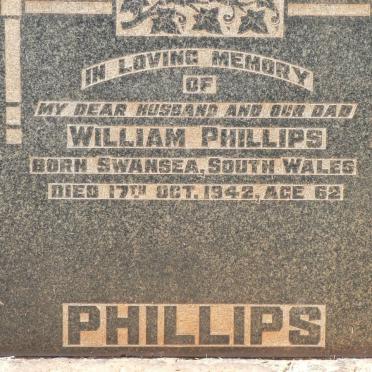 IN LOVING MEMORY
OF
MY DEAR HUSBAND AND OUR DAD
WILLIAM PHILLIPS
BORN SWANSEA, SOUTH WALES
DIED 17TH OCT. 1942, AGE 62
PHILLIPS